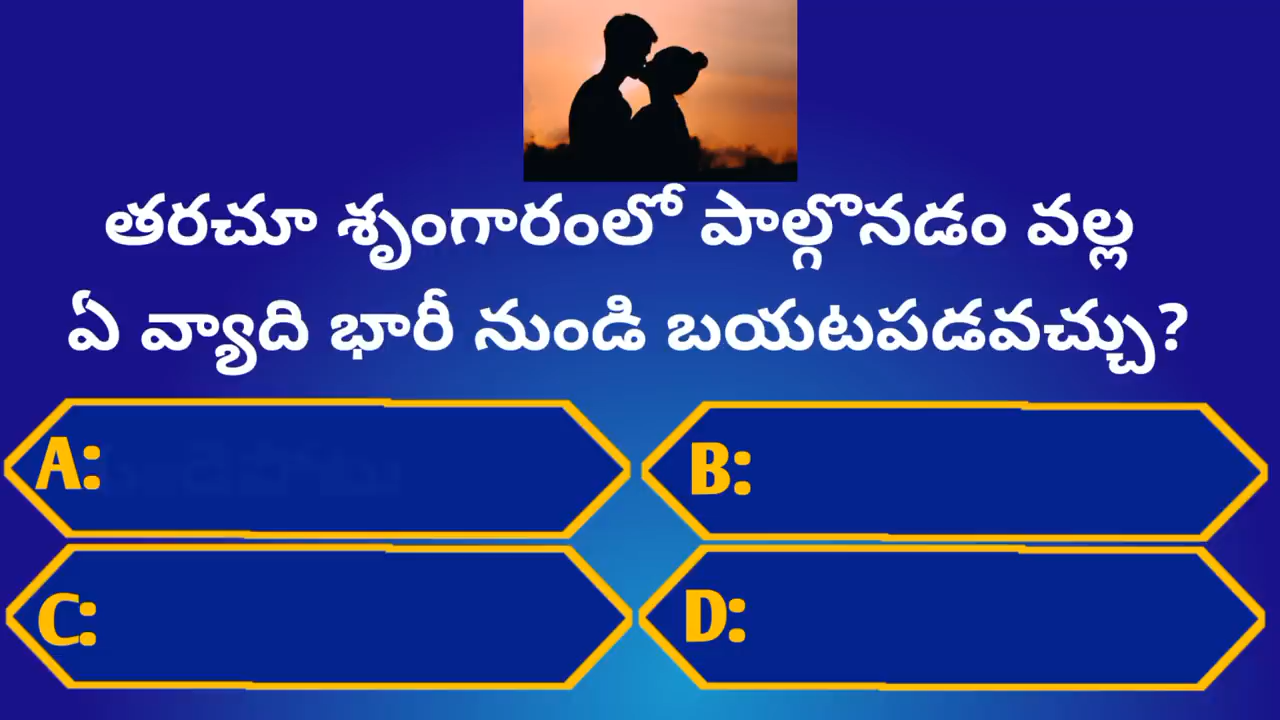 తరచూ శృంగారంలో పాల్గొనడం వల్ల
ఏ వ్యాది భారీ నుండి బయటపడవచ్చు?
A:
B:
C:
D: